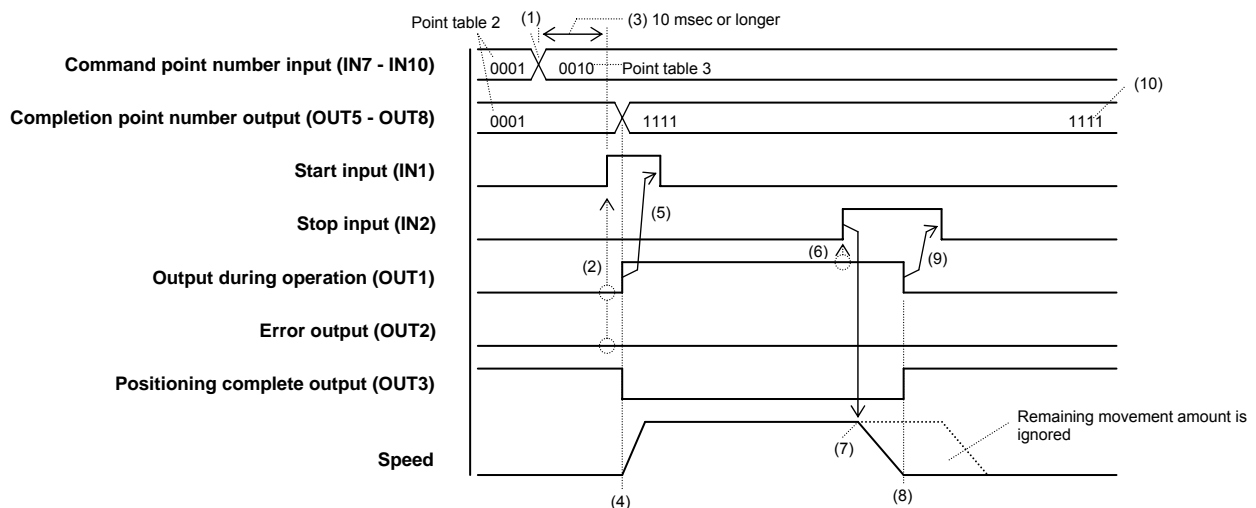 Point table 2
(1)
(3) 10 msec or longer
Command point number input (IN7 - IN10)
0001
0010
Point table 3
(10)
Completion point number output (OUT5 - OUT8)
0001
1111
1111
Start input (IN1)
(5)
Stop input (IN2)
(2)
(6)
(9)
Output during operation (OUT1)
Error output (OUT2)
Positioning complete output (OUT3)
Remaining movement amount is
ignored
(7)
Speed
(4)
(8)